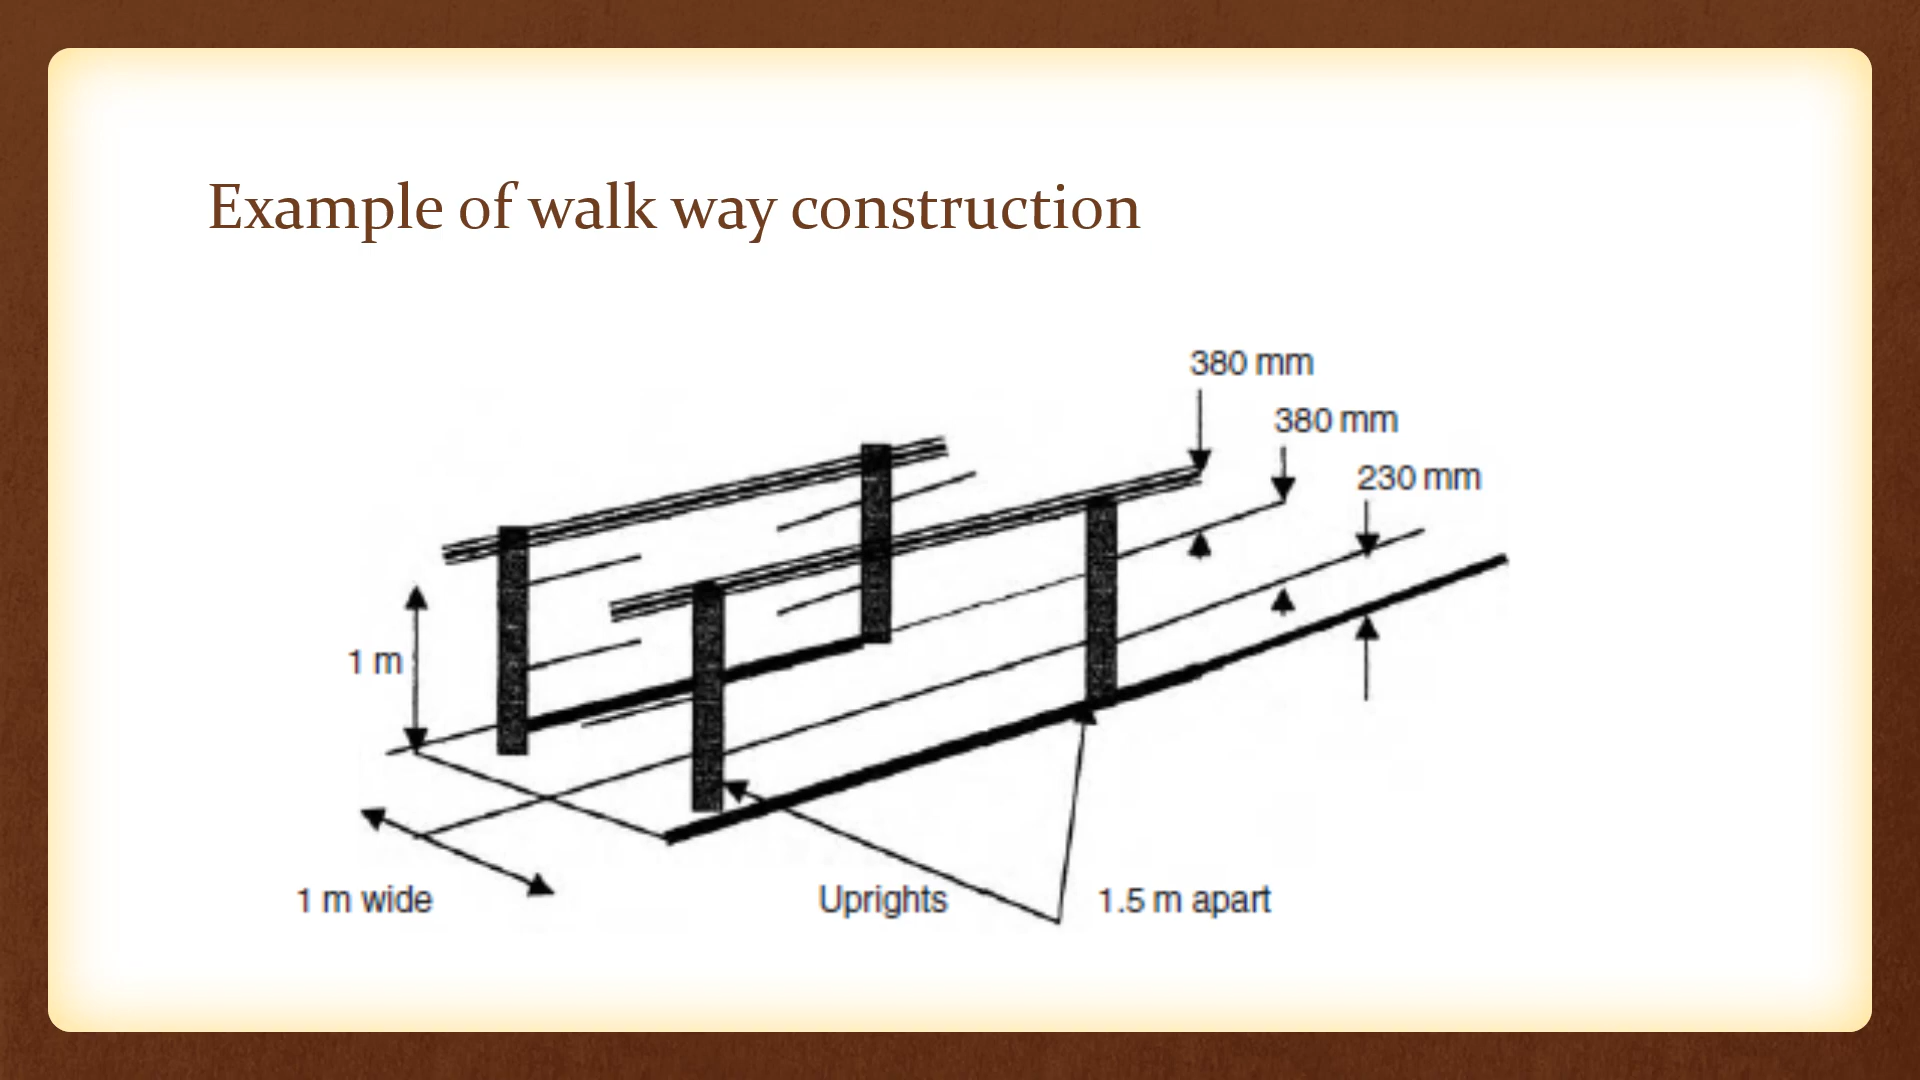 Example of walk way construction
380 mm
380 mm
230 mm
1 m
1 m wide
Uprights
1.5 m apart